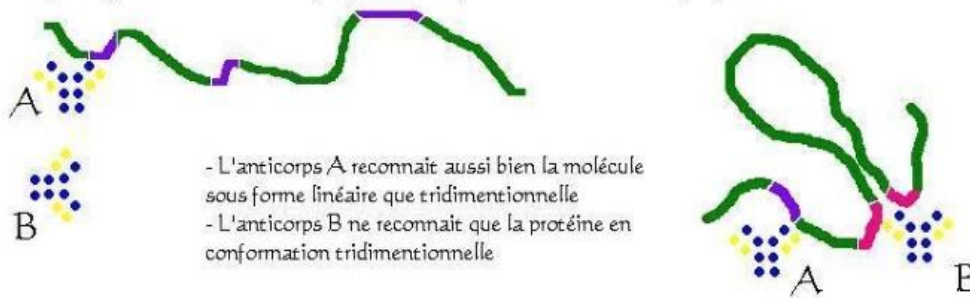 A
B
- L'anticorps A reconnait aussi bien la molécule
sous forme linéaire que tridimentionnelle
- L'anticorps B ne reconnait que la protéine en
conformation tridimentionnelle
A
B